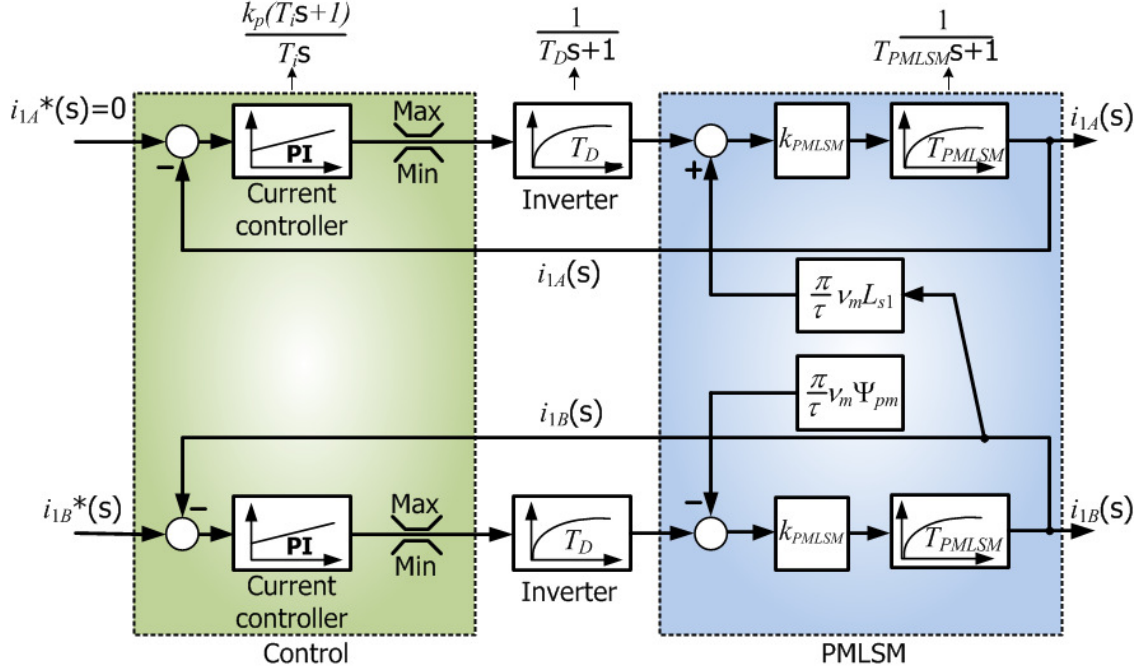 k_p(T_i s+1)
T_i s
1
T_D s+1
1
T_PMLSM s+1
i_1A*(s)=0
Max
PI
Min
T_D
k_PMLSM
T_PMLSM
i_1A(s)
-
+
Current
controller
Inverter
i_1A(s)
π/τ ν_m L_s1
π/τ ν_m Ψ_pm
i_1B(s)
i_1B*(s)
-
-
Max
PI
Min
T_D
k_PMLSM
T_PMLSM
i_1B(s)
Current
controller
Inverter
Control
PMLSM